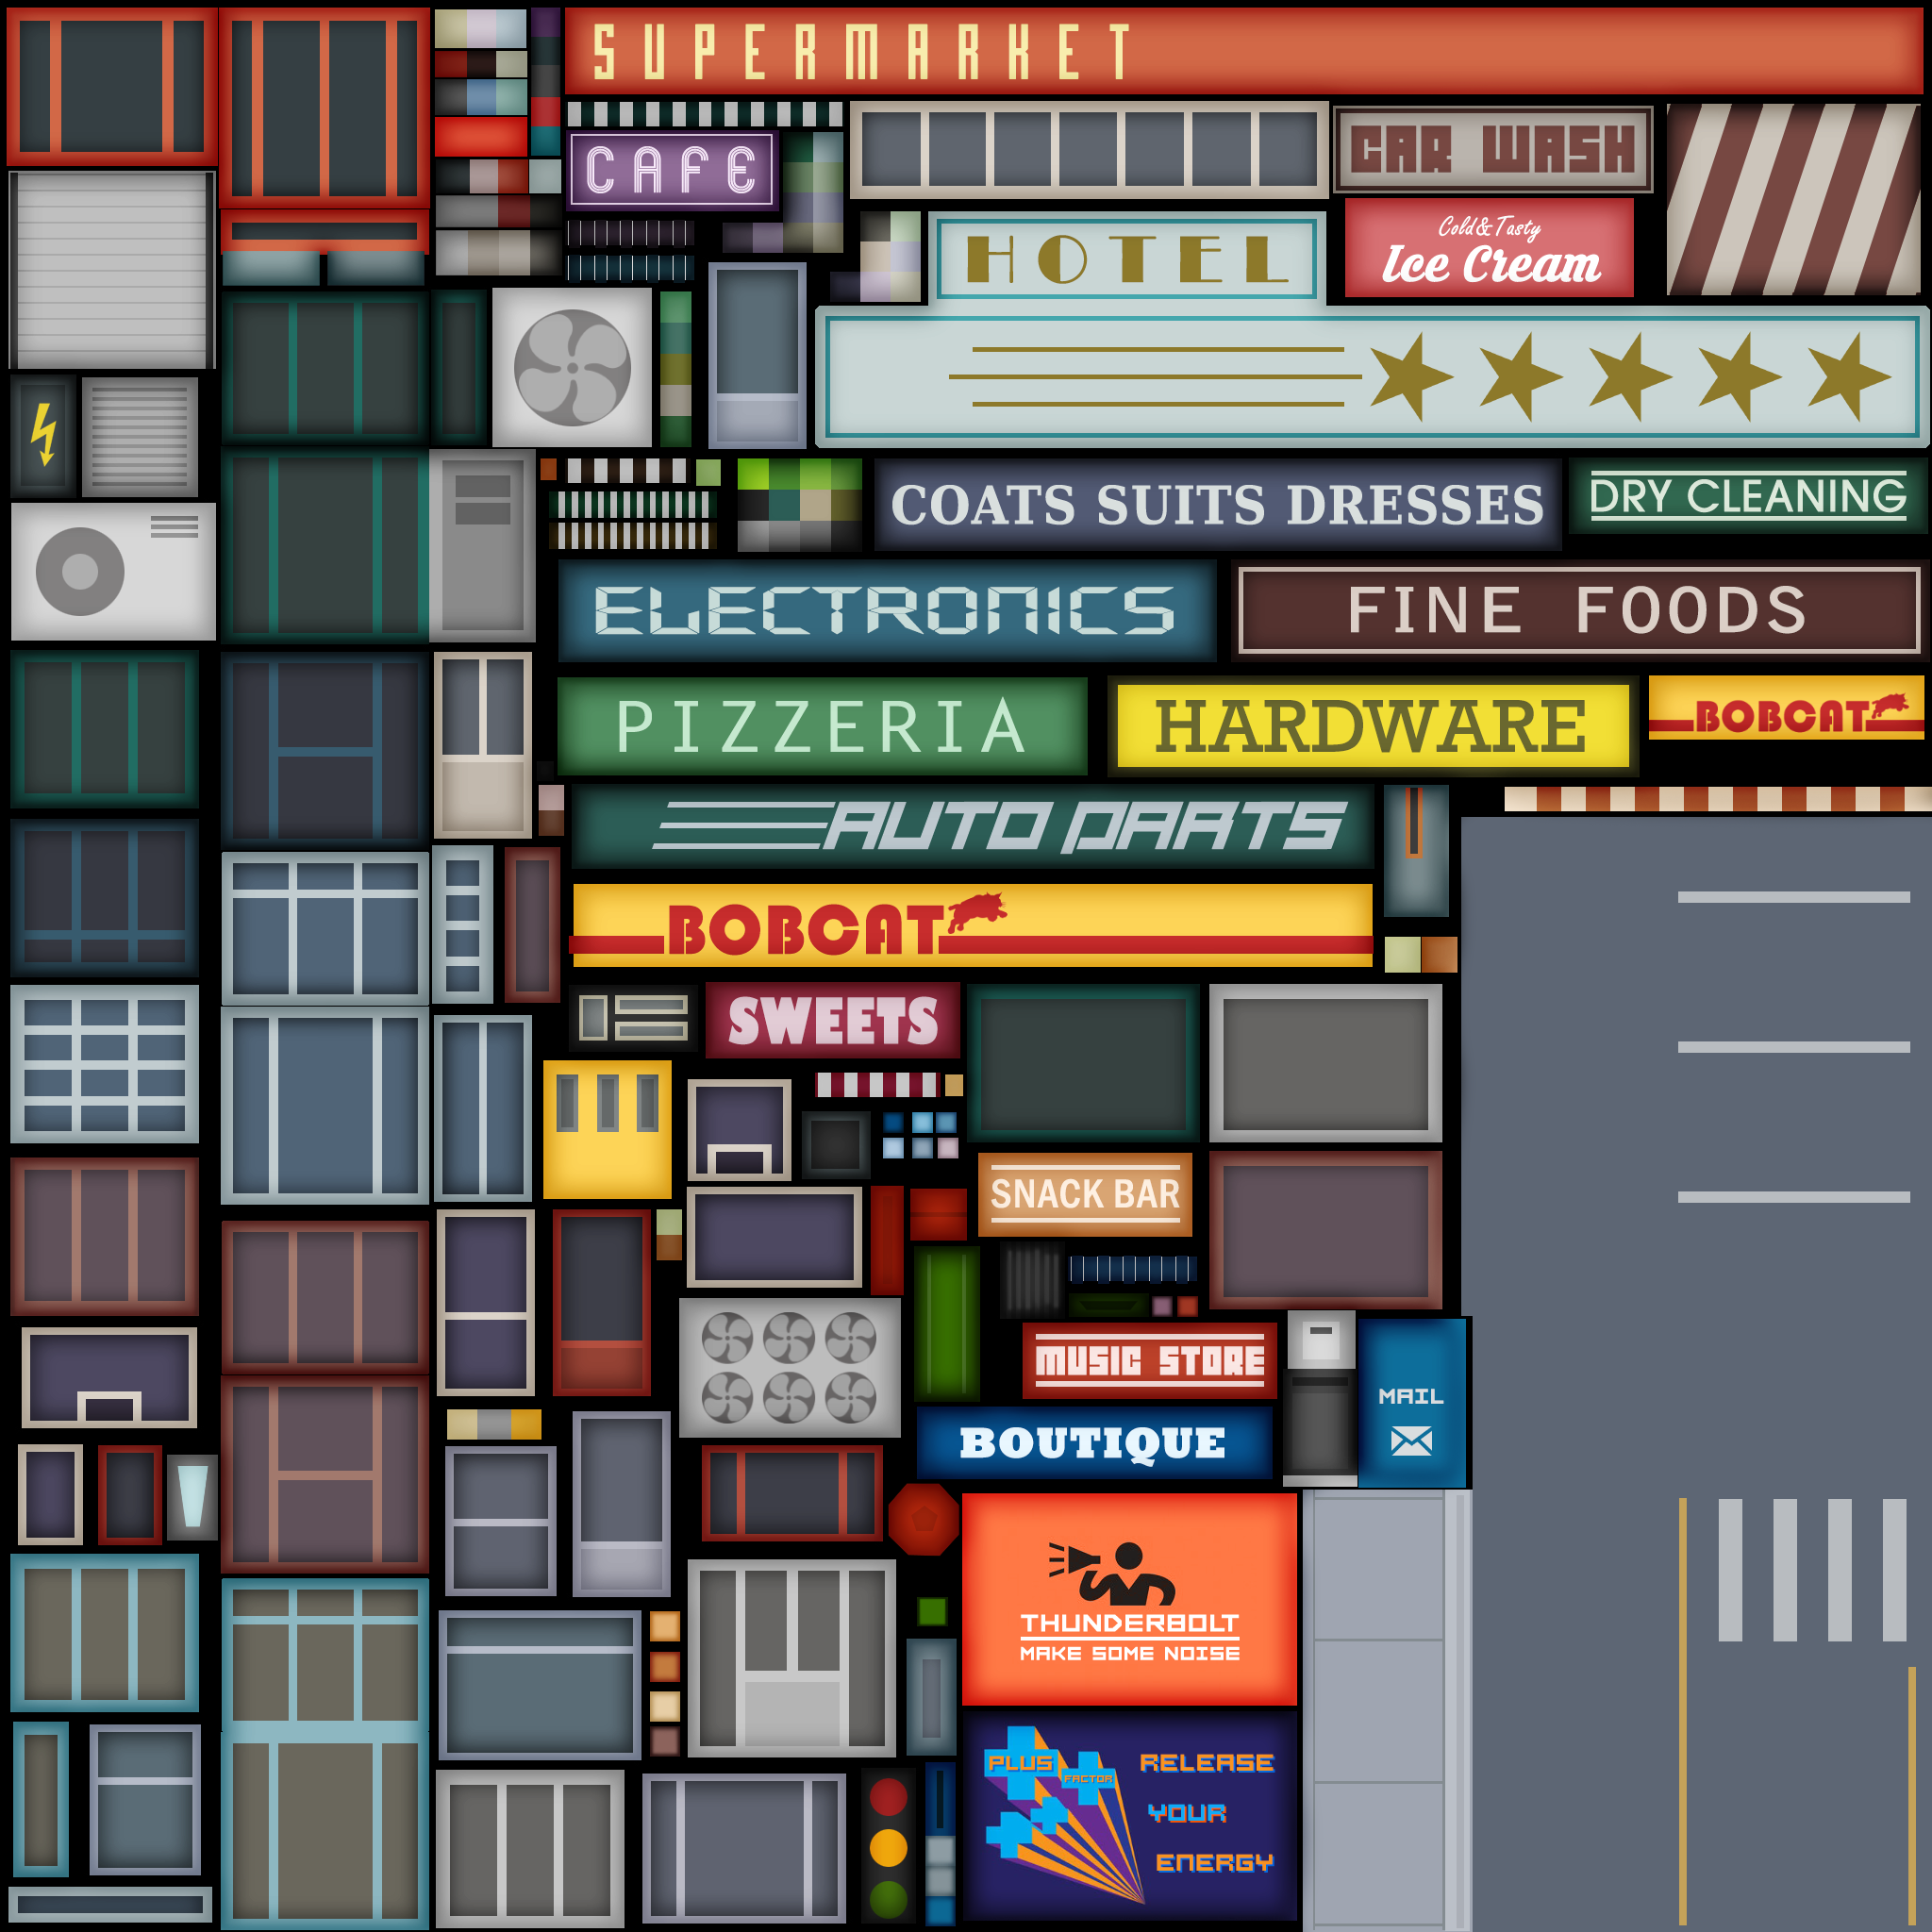 SUPERMARKET
CAFE
CAR WASH
Cold & Tasty
Ice Cream
HOTEL
COATS SUITS DRESSES
DRY CLEANING
ELECTRONICS
FINE FOODS
PIZZERIA
HARDWARE
BOBCAT
AUTO PARTS
BOBCAT
SWEETS
SNACK BAR
MUSIC STORE
MAIL
BOUTIQUE
THUNDERBOLT
MAKE SOME NOISE
PLUS
FACTOR
RELEASE
YOUR
ENERGY